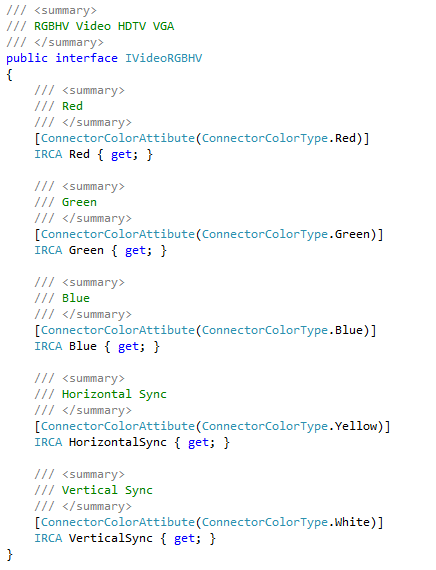 /// <summary>
/// RGBHV Video HDTV VGA
/// </summary>
public interface IVideoRGBHV
{
    /// <summary>
    /// Red
    /// </summary>
    [ConnectorColorAttibute(ConnectorColorType.Red)]
    IRCA Red { get; }

    /// <summary>
    /// Green
    /// </summary>
    [ConnectorColorAttibute(ConnectorColorType.Green)]
    IRCA Green { get; }

    /// <summary>
    /// Blue
    /// </summary>
    [ConnectorColorAttibute(ConnectorColorType.Blue)]
    IRCA Blue { get; }

    /// <summary>
    /// Horizontal Sync
    /// </summary>
    [ConnectorColorAttibute(ConnectorColorType.Yellow)]
    IRCA HorizontalSync { get; }

    /// <summary>
    /// Vertical Sync
    /// </summary>
    [ConnectorColorAttibute(ConnectorColorType.White)]
    IRCA VerticalSync { get; }
}